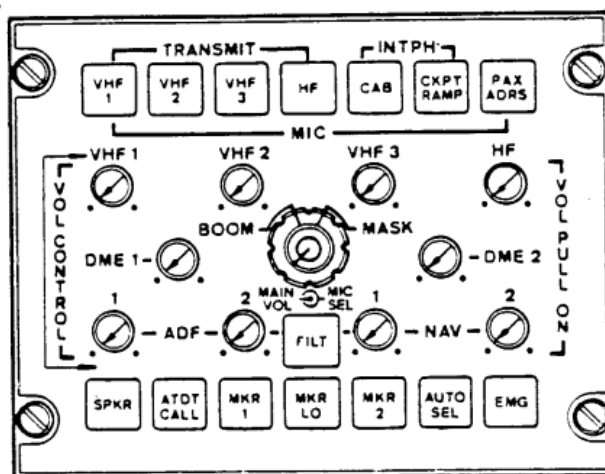 TRANSMIT
INTPH
VHF 1
VHF 2
VHF 3
HF
CAB
CKPT RAMP
PAX ADRS
MIC
VHF 1
VHF 2
VHF 3
HF
VOL CONTROL
VOL PULL ON
BOOM
MASK
DME 1
DME 2
MAIN VOL
MIC SEL
1
ADF
2
FILT
1
NAV
2
SPKR
ATDT CALL
MKR 1
MKR LO
MKR 2
AUTO SEL
EMG